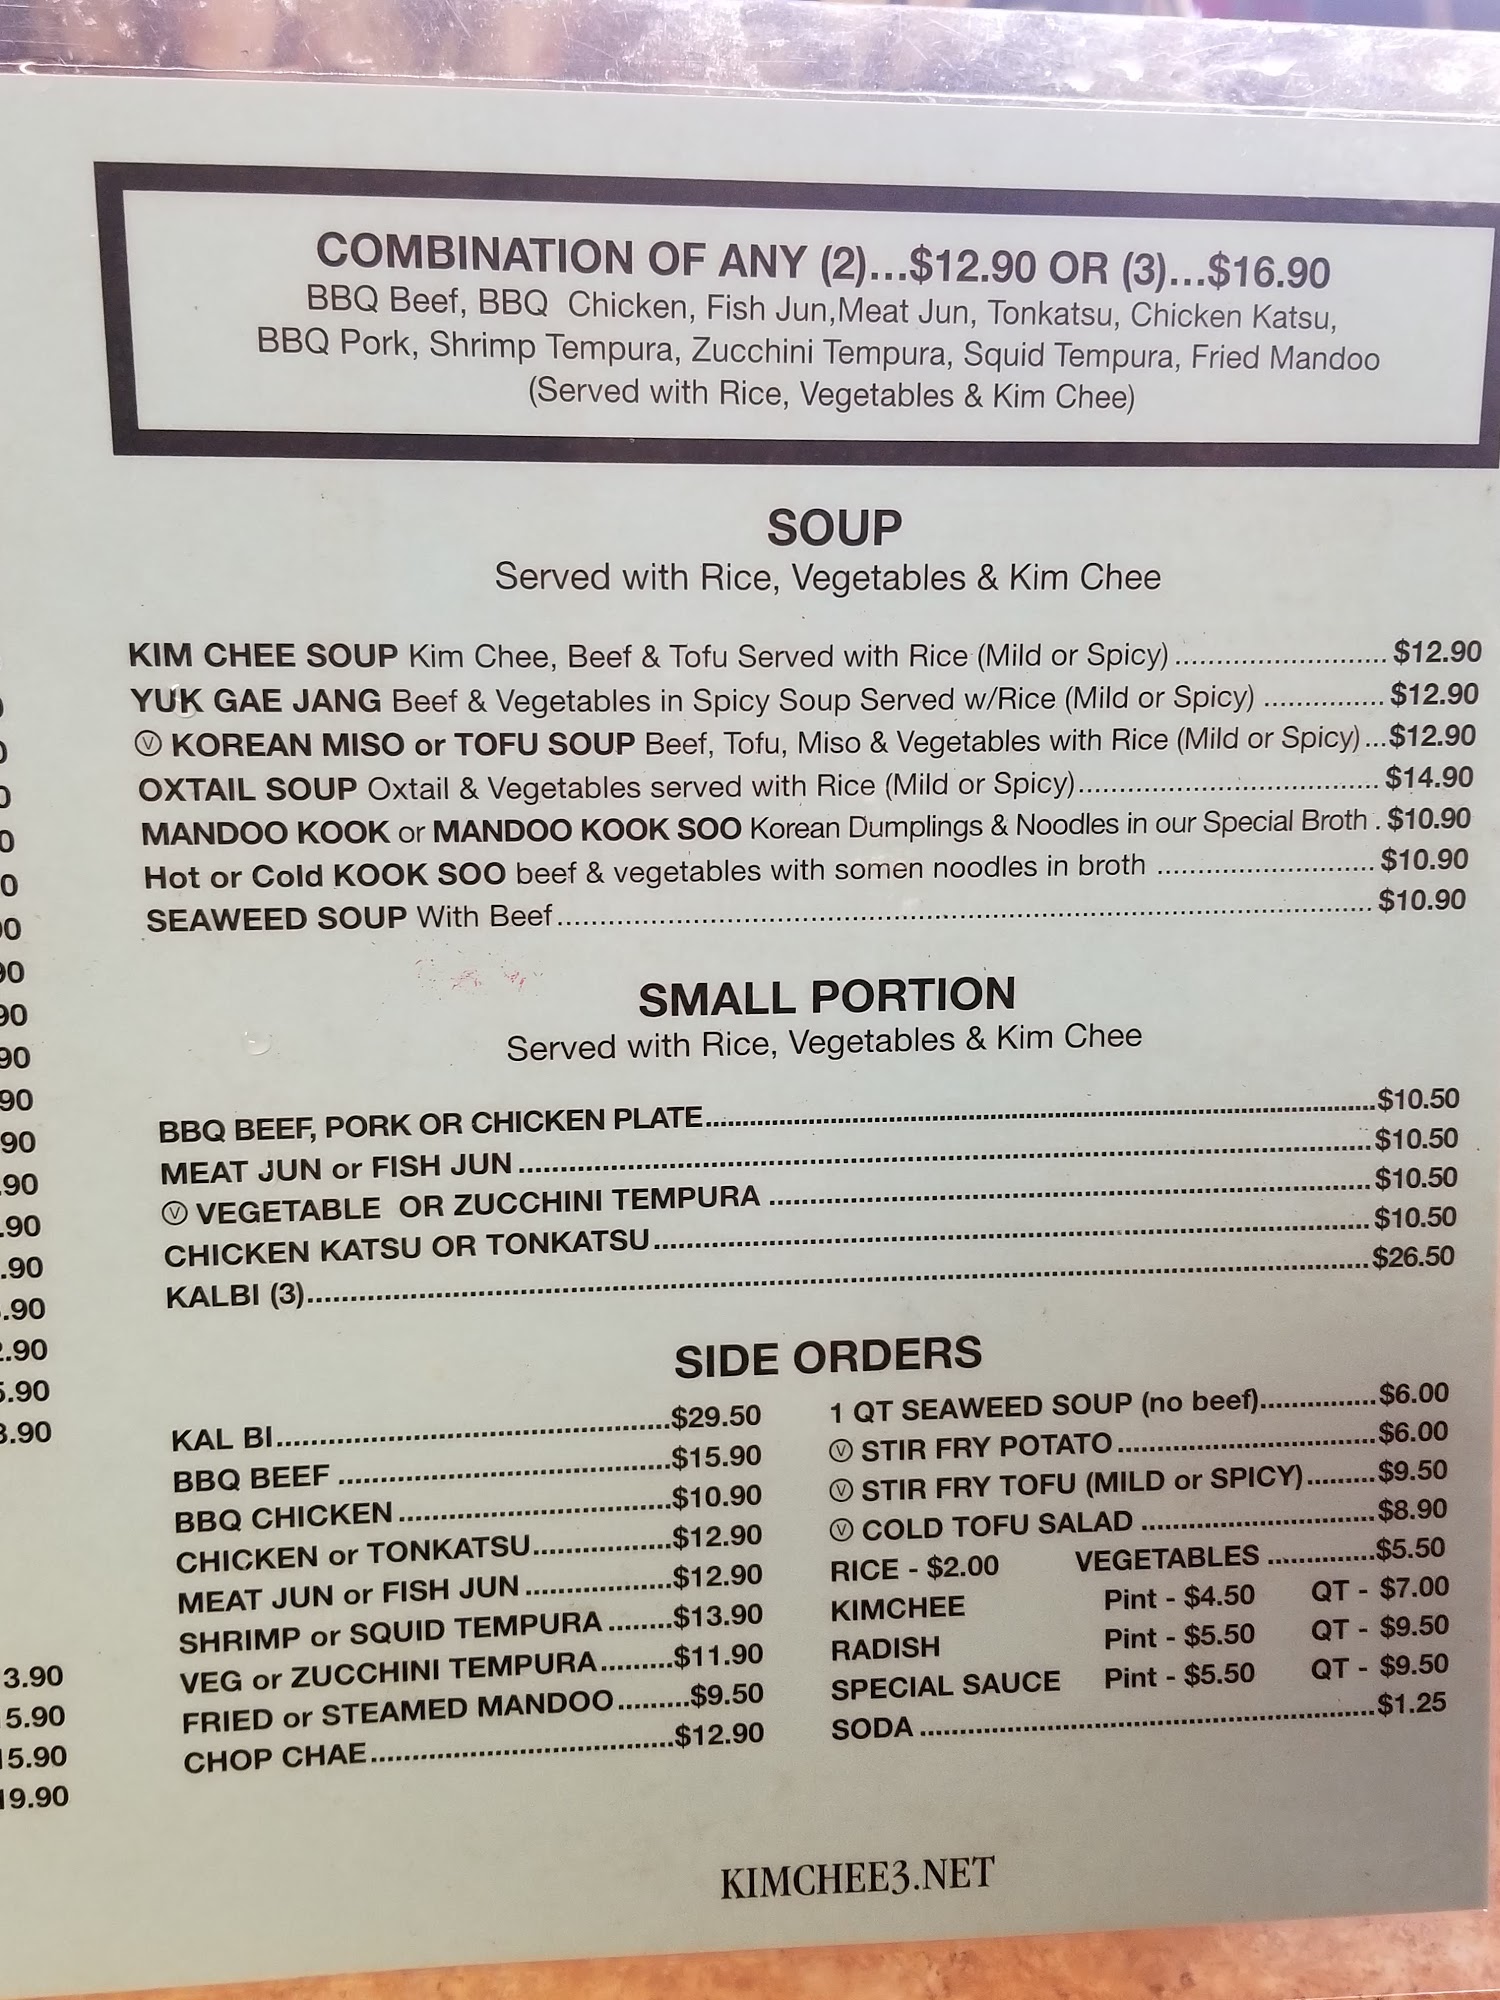 COMBINATION OF ANY (2)...$12.90 OR (3)...$16.90
BBQ Beef, BBQ Chicken, Fish Jun,Meat Jun, Tonkatsu, Chicken Katsu,
BBQ Pork, Shrimp Tempura, Zucchini Tempura, Squid Tempura, Fried Mandoo
(Served with Rice, Vegetables & Kim Chee)
SOUP
Served with Rice, Vegetables & Kim Chee
KIM CHEE SOUP Kim Chee, Beef & Tofu Served with Rice (Mild or Spicy)......................... $12.90
YUK GAE JANG Beef & Vegetables in Spicy Soup Served w/Rice (Mild or Spicy) ............... $12.90
Ⓥ KOREAN MISO or TOFU SOUP Beef, Tofu, Miso & Vegetables with Rice (Mild or Spicy)...$12.90
OXTAIL SOUP Oxtail & Vegetables served with Rice (Mild or Spicy).................................... $14.90
MANDOO KOOK or MANDOO KOOK SOO Korean Dumplings & Noodles in our Special Broth . $10.90
Hot or Cold KOOK SOO beef & vegetables with somen noodles in broth .......................... $10.90
SEAWEED SOUP With Beef................................................................................................ $10.90
SMALL PORTION
Served with Rice, Vegetables & Kim Chee
BBQ BEEF, PORK OR CHICKEN PLATE....................................................................................$10.50
MEAT JUN or FISH JUN..........................................................................................................$10.50
Ⓥ VEGETABLE OR ZUCCHINI TEMPURA ..........................................................................$10.50
CHICKEN KATSU OR TONKATSU.........................................................................................$10.50
KALBI (3)..................................................................................................................................$26.50
SIDE ORDERS
KAL BI...............................................$29.50
BBQ BEEF ........................................$15.90
BBQ CHICKEN.................................$10.90
CHICKEN or TONKATSU.................$12.90
MEAT JUN or FISH JUN..................$12.90
SHRIMP or SQUID TEMPURA........$13.90
VEG or ZUCCHINI TEMPURA.........$11.90
FRIED or STEAMED MANDOO.........$9.50
CHOP CHAE.....................................$12.90
1 QT SEAWEED SOUP (no beef)..............$6.00
Ⓥ STIR FRY POTATO...............................$6.00
Ⓥ STIR FRY TOFU (MILD or SPICY).........$9.50
Ⓥ COLD TOFU SALAD ............................$8.90
RICE - $2.00 VEGETABLES ..............$5.50
KIMCHEE Pint - $4.50 QT - $7.00
RADISH Pint - $5.50 QT - $9.50
SPECIAL SAUCE Pint - $5.50 QT - $9.50
SODA.......................................................$1.25
KIMCHEE3.NET